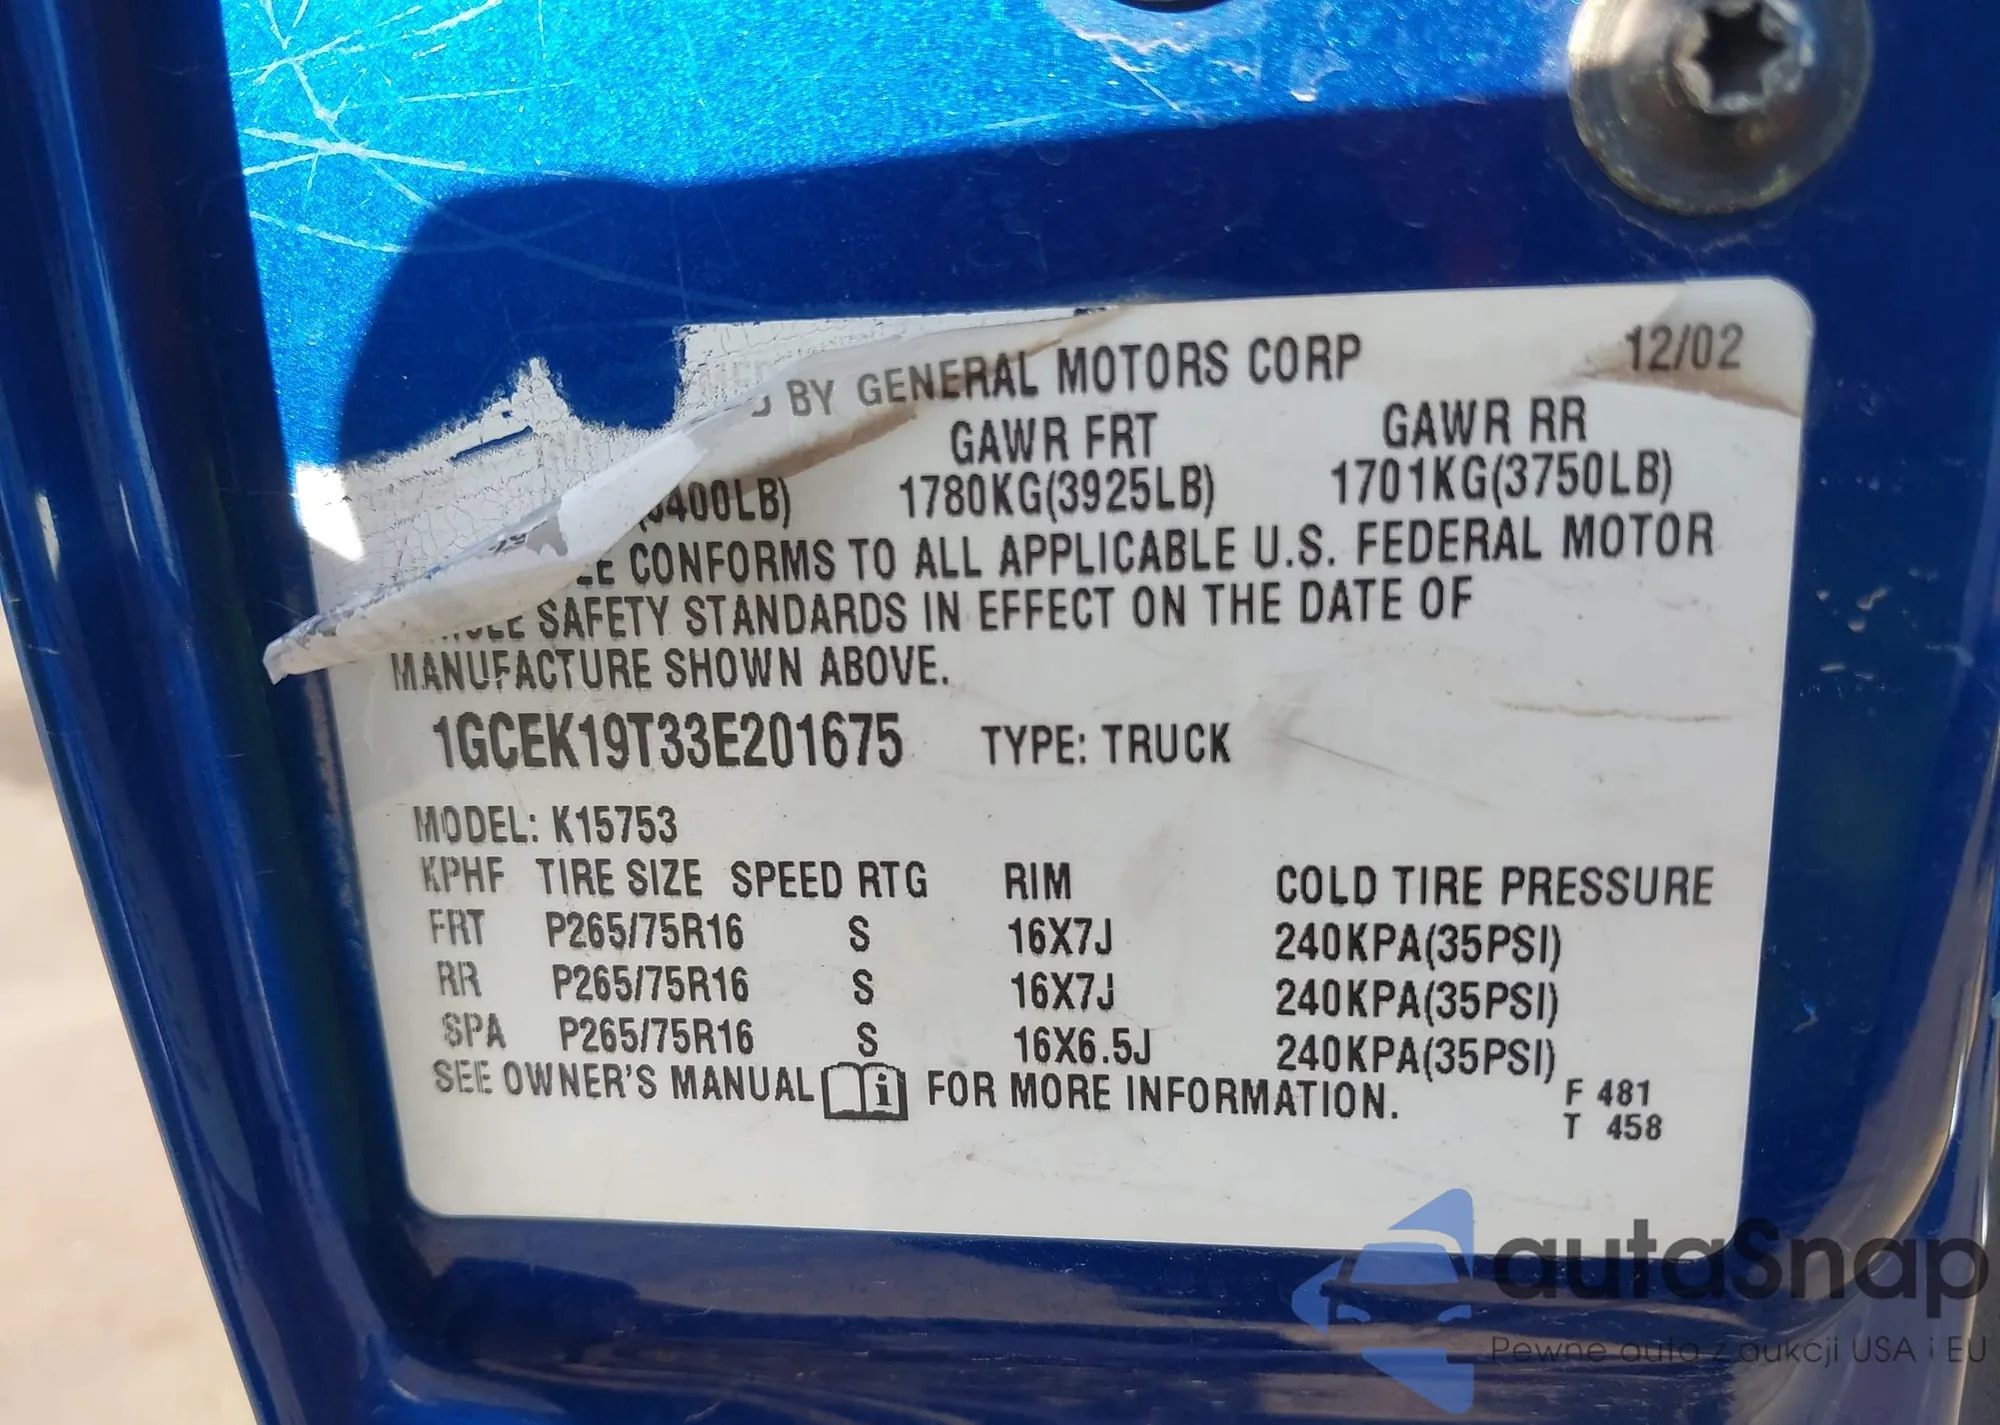 BY GENERAL MOTORS CORP 12/02
GAWR FRT GAWR RR
400LB) 1780KG(3925LB) 1701KG(3750LB)
LE CONFORMS TO ALL APPLICABLE U.S. FEDERAL MOTOR
SAFETY STANDARDS IN EFFECT ON THE DATE OF
MANUFACTURE SHOWN ABOVE.
1GCEK19T33E201675 TYPE: TRUCK
MODEL: K15753
KPHF TIRE SIZE SPEED RTG RIM COLD TIRE PRESSURE
FRT P265/75R16 S 16X7J 240KPA(35PSI)
RR P265/75R16 S 16X7J 240KPA(35PSI)
SPA P265/75R16 S 16X6.5J 240KPA(35PSI)
SEE OWNER'S MANUAL i FOR MORE INFORMATION.
F 481
T 458
autaSnap
Pewne auta z aukcji USA i EU